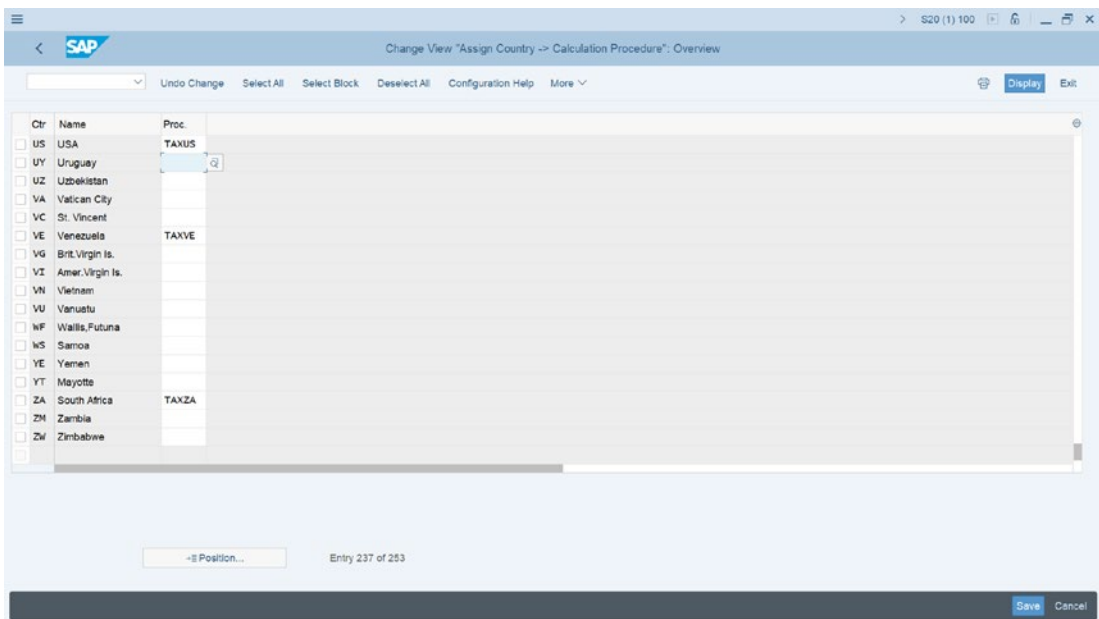 S20 (1) 100
SAP
Change View "Assign Country -> Calculation Procedure": Overview
Undo Change Select All Select Block Deselect All Configuration Help More Display Exit
Ctr Name Proc.
US USA TAXUS
UY Uruguay
UZ Uzbekistan
VA Vatican City
VC St. Vincent
VE Venezuela TAXVE
VG Brit.Virgin Is.
VI Amer.Virgin Is.
VN Vietnam
VU Vanuatu
WF Wallis,Futuna
WS Samoa
YE Yemen
YT Mayotte
ZA South Africa TAXZA
ZM Zambia
ZW Zimbabwe
Position... Entry 237 of 253
Save Cancel